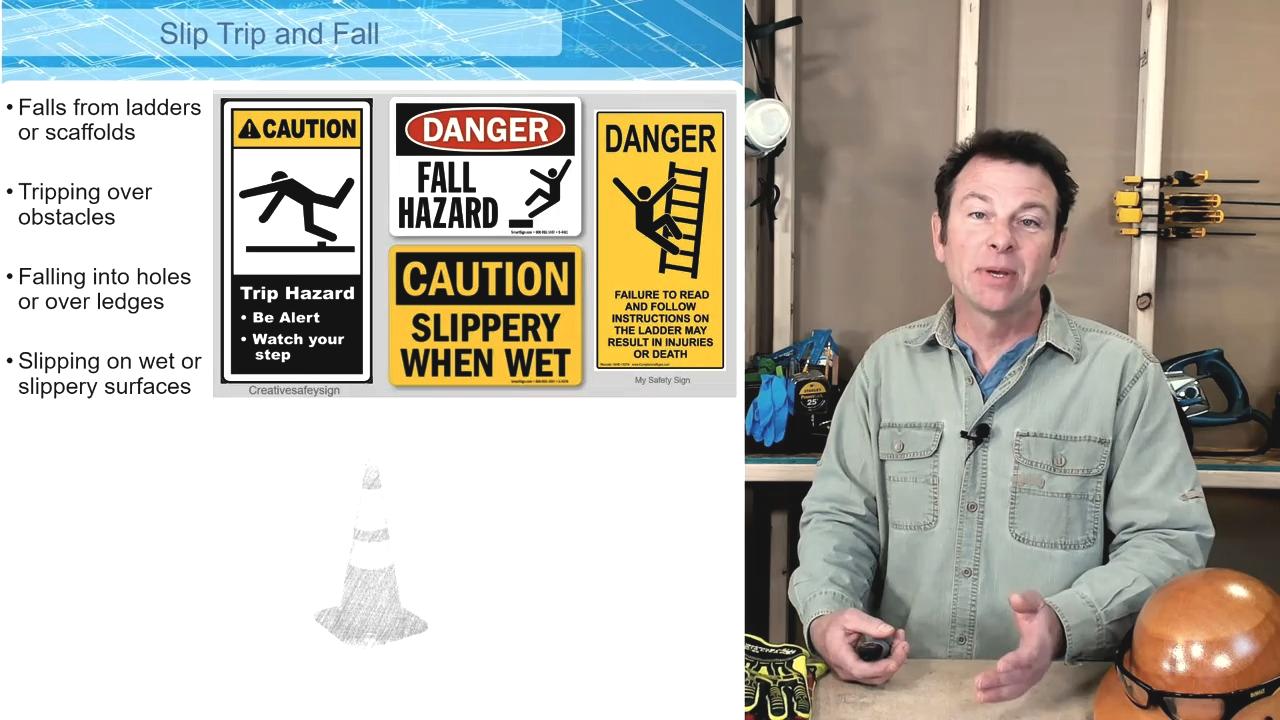 Slip Trip and Fall
• Falls from ladders
or scaffolds
• Tripping over
obstacles
• Falling into holes
or over ledges
• Slipping on wet or
slippery surfaces
CAUTION
Trip Hazard
• Be Alert
• Watch your
step
Creativesafeysign
DANGER
FALL
HAZARD
CAUTION
SLIPPERY
WHEN WET
DANGER
FAILURE TO READ
AND FOLLOW
INSTRUCTIONS ON
THE LADDER MAY
RESULT IN INJURIES
OR DEATH
My Safety Sign
STANLEY
25'
DEWALT